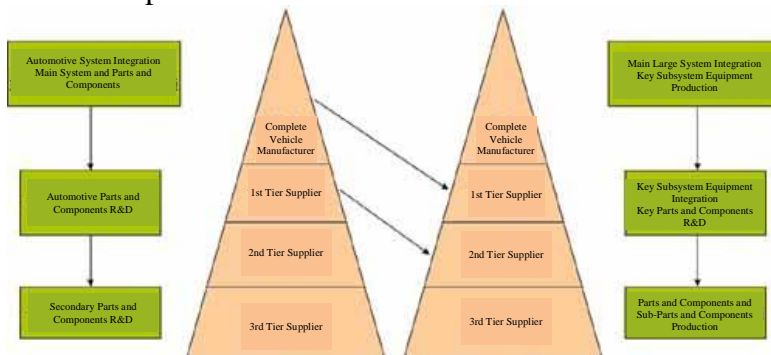 Automotive System Integration
Main System and Parts and
Components
Automotive Parts and
Components R&D
Secondary Parts and
Components R&D
Complete
Vehicle
Manufacturer
1st Tier Supplier
2nd Tier Supplier
3rd Tier Supplier
Complete
Vehicle
Manufacturer
1st Tier Supplier
2nd Tier Supplier
3rd Tier Supplier
Main Large System Integration
Key Subsystem Equipment
Production
Key Subsystem Equipment
Integration
Key Parts and Components
R&D
Parts and Components and
Sub-Parts and Components
Production